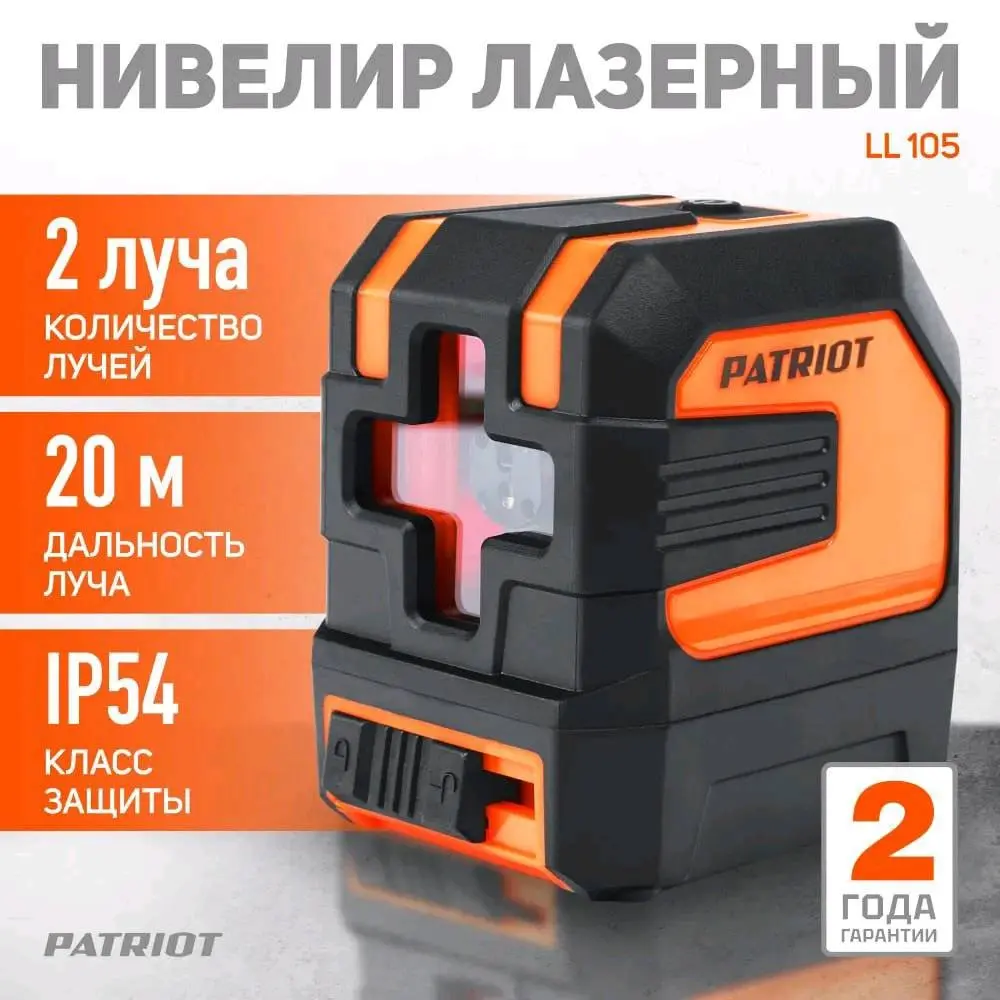 НИВЕЛИР ЛАЗЕРНЫЙ
LL 105
2 луча
КОЛИЧЕСТВО
ЛУЧЕЙ
20 м
ДАЛЬНОСТЬ
ЛУЧА
IP54
КЛАСС
ЗАЩИТЫ
PATRIOT
2
ГОДА
ГАРАНТИИ
PATRIOT